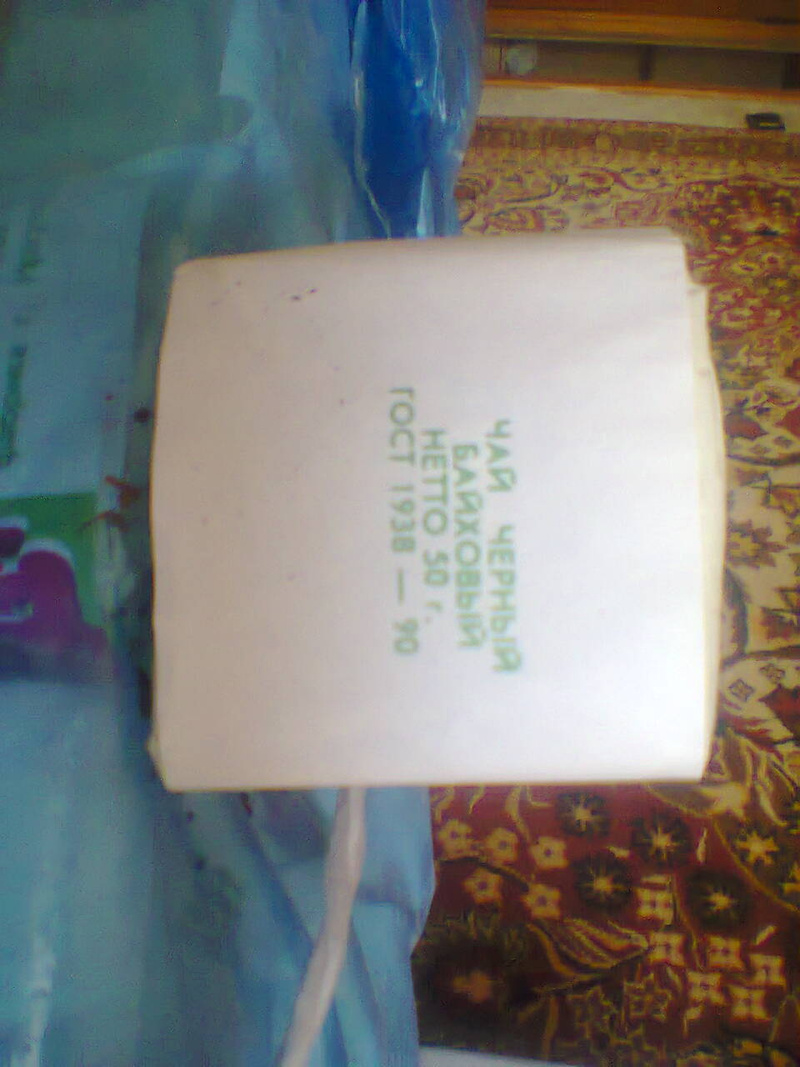 ЧАЙ ЧЕРНЫЙ
БАЙХОВЫЙ
НЕТТО 50 г.
ГОСТ 1938 — 90